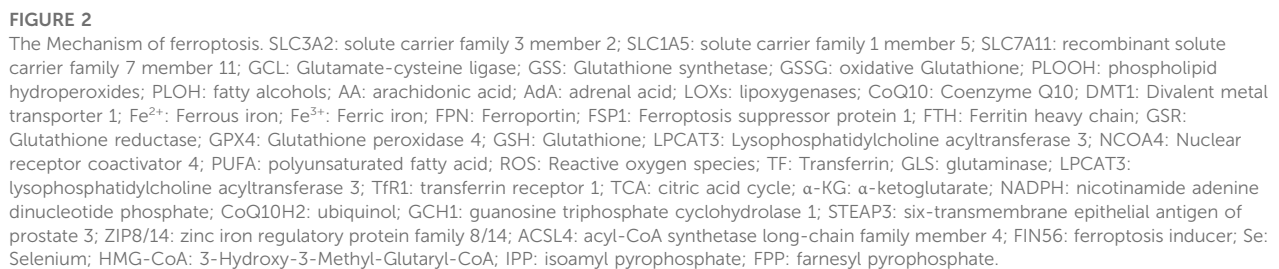 FIGURE 2
The Mechanism of ferroptosis. SLC3A2: solute carrier family 3 member 2; SLC1A5: solute carrier family 1 member 5; SLC7A11: recombinant solute
carrier family 7 member 11; GCL: Glutamate-cysteine ligase; GSS: Glutathione synthetase; GSSG: oxidative Glutathione; PLOOH: phospholipid
hydroperoxides; PLOH: fatty alcohols; AA: arachidonic acid; AdA: adrenal acid; LOXs: lipoxygenases; CoQ10: Coenzyme Q10; DMT1: Divalent metal
transporter 1; Fe²⁺: Ferrous iron; Fe³⁺: Ferric iron; FPN: Ferroportin; FSP1: Ferroptosis suppressor protein 1; FTH: Ferritin heavy chain; GSR:
Glutathione reductase; GPX4: Glutathione peroxidase 4; GSH: Glutathione; LPCAT3: Lysophosphatidylcholine acyltransferase 3; NCOA4: Nuclear
receptor coactivator 4; PUFA: polyunsaturated fatty acid; ROS: Reactive oxygen species; TF: Transferrin; GLS: glutaminase; LPCAT3:
lysophosphatidylcholine acyltransferase 3; TfR1: transferrin receptor 1; TCA: citric acid cycle; α-KG: α-ketoglutarate; NADPH: nicotinamide adenine
dinucleotide phosphate; CoQ10H2: ubiquinol; GCH1: guanosine triphosphate cyclohydrolase 1; STEAP3: six-transmembrane epithelial antigen of
prostate 3; ZIP8/14: zinc iron regulatory protein family 8/14; ACSL4: acyl-CoA synthetase long-chain family member 4; FIN56: ferroptosis inducer; Se:
Selenium; HMG-CoA: 3-Hydroxy-3-Methyl-Glutaryl-CoA; IPP: isoamyl pyrophosphate; FPP: farnesyl pyrophosphate.